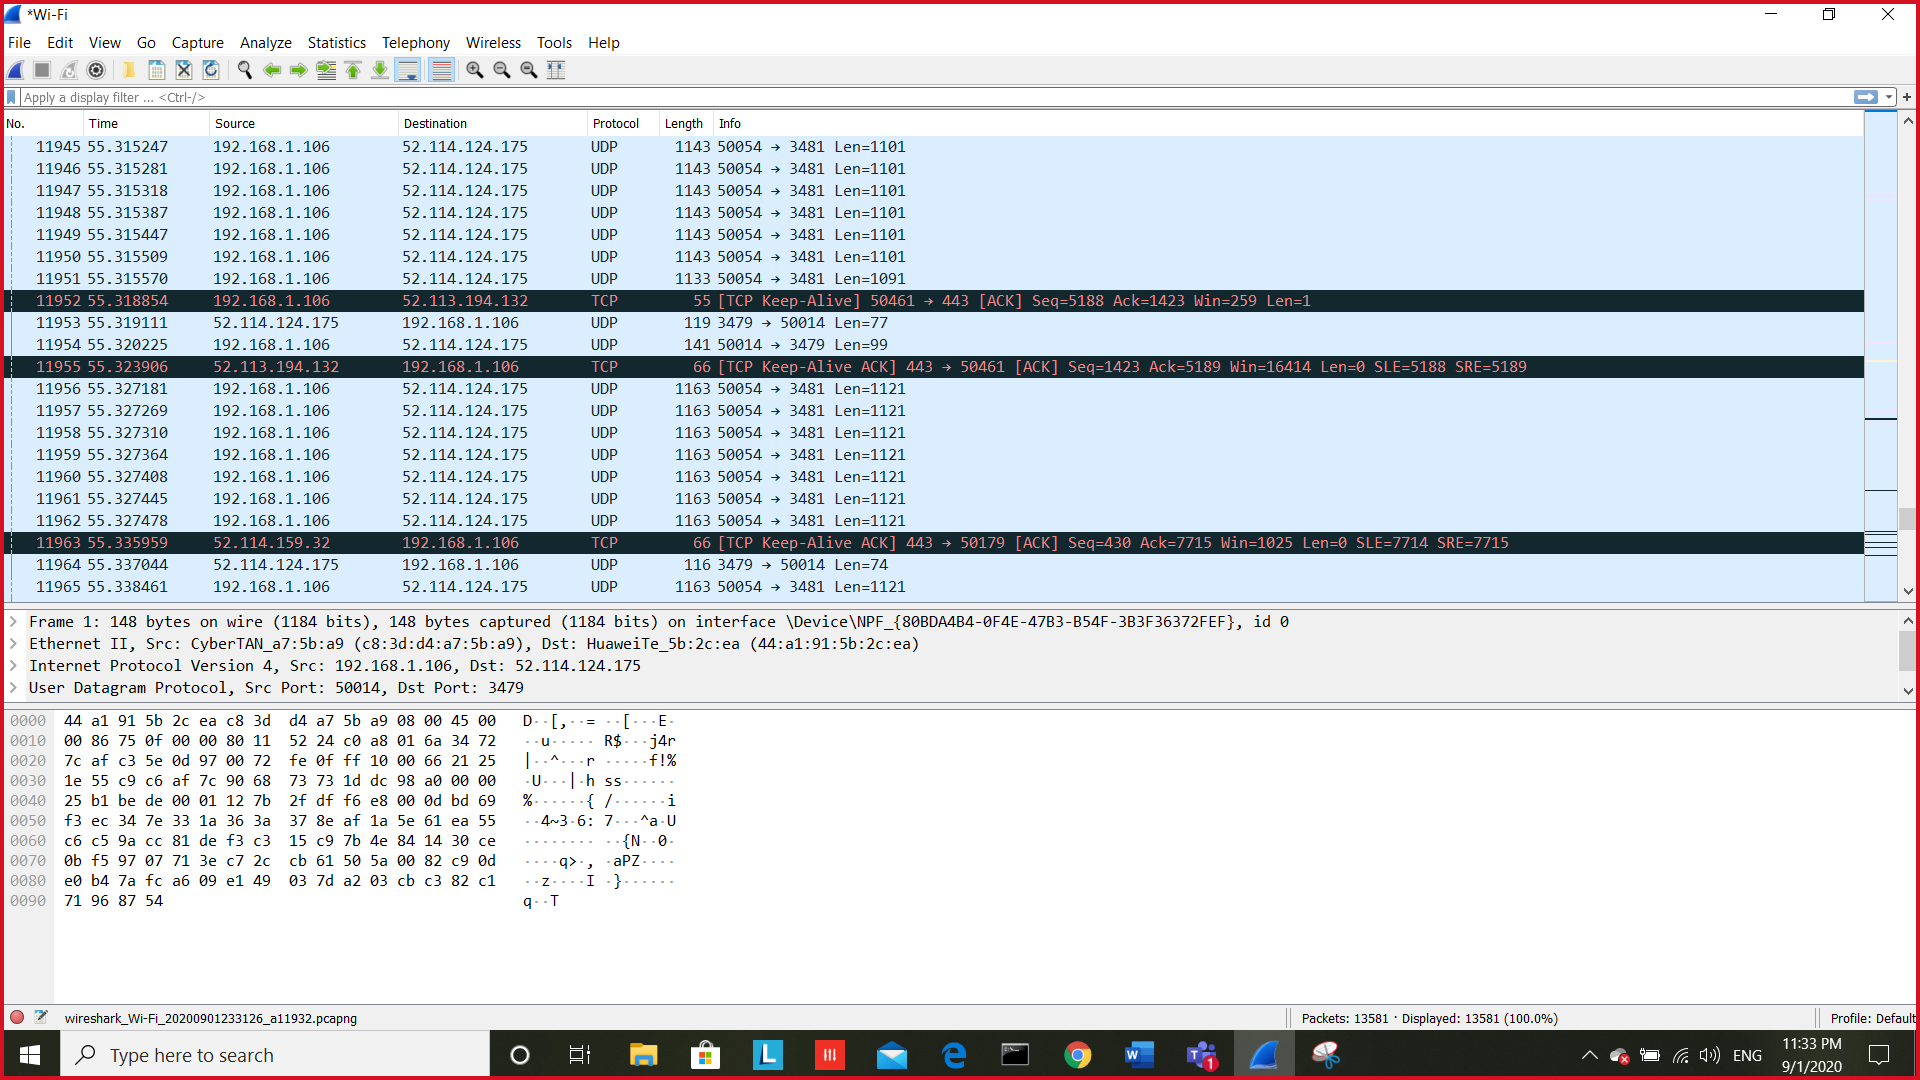 *Wi-Fi
File Edit View Go Capture Analyze Statistics Telephony Wireless Tools Help
Apply a display filter ... <Ctrl-/>
No. Time Source Destination Protocol Length Info
11945 55.315247 192.168.1.106 52.114.124.175 UDP 1143 50054 → 3481 Len=1101
11946 55.315281 192.168.1.106 52.114.124.175 UDP 1143 50054 → 3481 Len=1101
11947 55.315318 192.168.1.106 52.114.124.175 UDP 1143 50054 → 3481 Len=1101
11948 55.315387 192.168.1.106 52.114.124.175 UDP 1143 50054 → 3481 Len=1101
11949 55.315447 192.168.1.106 52.114.124.175 UDP 1143 50054 → 3481 Len=1101
11950 55.315509 192.168.1.106 52.114.124.175 UDP 1143 50054 → 3481 Len=1101
11951 55.315570 192.168.1.106 52.114.124.175 UDP 1133 50054 → 3481 Len=1091
11952 55.318854 192.168.1.106 52.113.194.132 TCP 55 [TCP Keep-Alive] 50461 → 443 [ACK] Seq=5188 Ack=1423 Win=259 Len=1
11953 55.319111 52.114.124.175 192.168.1.106 UDP 119 3479 → 50014 Len=77
11954 55.320225 192.168.1.106 52.114.124.175 UDP 141 50014 → 3479 Len=99
11955 55.323906 52.113.194.132 192.168.1.106 TCP 66 [TCP Keep-Alive ACK] 443 → 50461 [ACK] Seq=1423 Ack=5189 Win=16414 Len=0 SLE=5188 SRE=5189
11956 55.327181 192.168.1.106 52.114.124.175 UDP 1163 50054 → 3481 Len=1121
11957 55.327269 192.168.1.106 52.114.124.175 UDP 1163 50054 → 3481 Len=1121
11958 55.327310 192.168.1.106 52.114.124.175 UDP 1163 50054 → 3481 Len=1121
11959 55.327364 192.168.1.106 52.114.124.175 UDP 1163 50054 → 3481 Len=1121
11960 55.327408 192.168.1.106 52.114.124.175 UDP 1163 50054 → 3481 Len=1121
11961 55.327445 192.168.1.106 52.114.124.175 UDP 1163 50054 → 3481 Len=1121
11962 55.327478 192.168.1.106 52.114.124.175 UDP 1163 50054 → 3481 Len=1121
11963 55.335959 52.114.159.32 192.168.1.106 TCP 66 [TCP Keep-Alive ACK] 443 → 50179 [ACK] Seq=430 Ack=7715 Win=1025 Len=0 SLE=7714 SRE=7715
11964 55.337044 52.114.124.175 192.168.1.106 UDP 116 3479 → 50014 Len=74
11965 55.338461 192.168.1.106 52.114.124.175 UDP 1163 50054 → 3481 Len=1121
Frame 1: 148 bytes on wire (1184 bits), 148 bytes captured (1184 bits) on interface \Device\NPF_{80BDA4B4-0F4E-47B3-B54F-3B3F36372FEF}, id 0
Ethernet II, Src: CyberTAN_a7:5b:a9 (c8:3d:d4:a7:5b:a9), Dst: HuaweiTe_5b:2c:ea (44:a1:91:5b:2c:ea)
Internet Protocol Version 4, Src: 192.168.1.106, Dst: 52.114.124.175
User Datagram Protocol, Src Port: 50014, Dst Port: 3479
0000 44 a1 91 5b 2c ea c8 3d d4 a7 5b a9 08 00 45 00 D··[,··= ··[···E·
0010 00 86 75 0f 00 00 80 11 52 24 c0 a8 01 6a 34 72 ··u····· R$···j4r
0020 7c af c3 5e 0d 97 00 72 fe 0f ff 10 00 66 21 25 |··^···r ·····f!%
0030 1e 55 c9 c6 af 7c 90 68 73 73 1d dc 98 a0 00 00 ·U···|·h ss······
0040 25 b1 be de 00 01 12 7b 2f df f6 e8 00 0d bd 69 %······{ /······i
0050 f3 ec 34 7e 33 1a 36 3a 37 8e af 1a 5e 61 ea 55 ··4~3·6: 7···^a·U
0060 c6 c5 9a cc 81 de f3 c3 15 c9 7b 4e 84 14 30 ce ········ ··{N··0·
0070 0b f5 97 07 71 3e c7 2c cb 61 50 5a 00 82 c9 0d ····q>·, ·aPZ····
0080 e0 b4 7a fc a6 09 e1 49 03 7d a2 03 cb c3 82 c1 ··z····I ·}······
0090 71 96 87 54 q··T
wireshark_Wi-Fi_20200901233126_a11932.pcapng Packets: 13581 · Displayed: 13581 (100.0%) Profile: Default
Type here to search L W 1 ENG 11:33 PM
9/1/2020